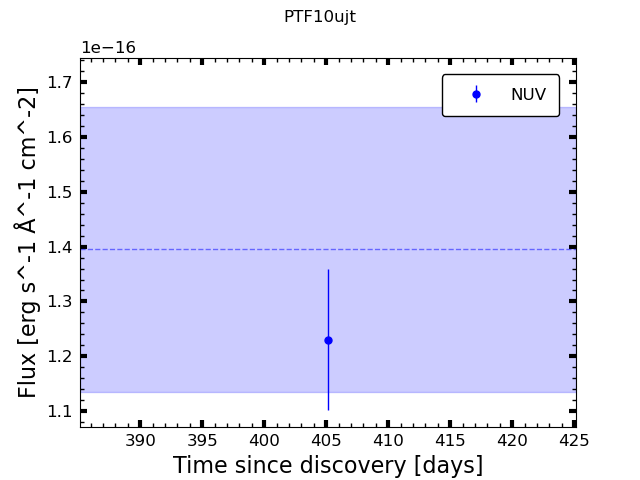 PTF10ujt
1e−16
NUV
1.7
1.6
1.5
1.4
1.3
1.2
1.1
Flux [erg s^-1 Å^-1 cm^-2]
390 395 400 405 410 415 420 425
Time since discovery [days]